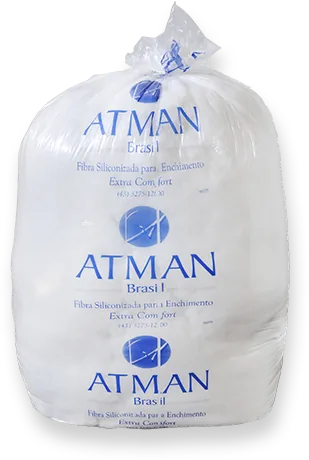 ATMAN
Brasil
Fibra Siliconizada para Enchimento
Extra Comfort
ATMAN
Brasil
Fibra Siliconizada para Enchimento
Extra Comfort
ATMAN
Brasil
Fibra Siliconizada para Enchimento
Extra Comfort